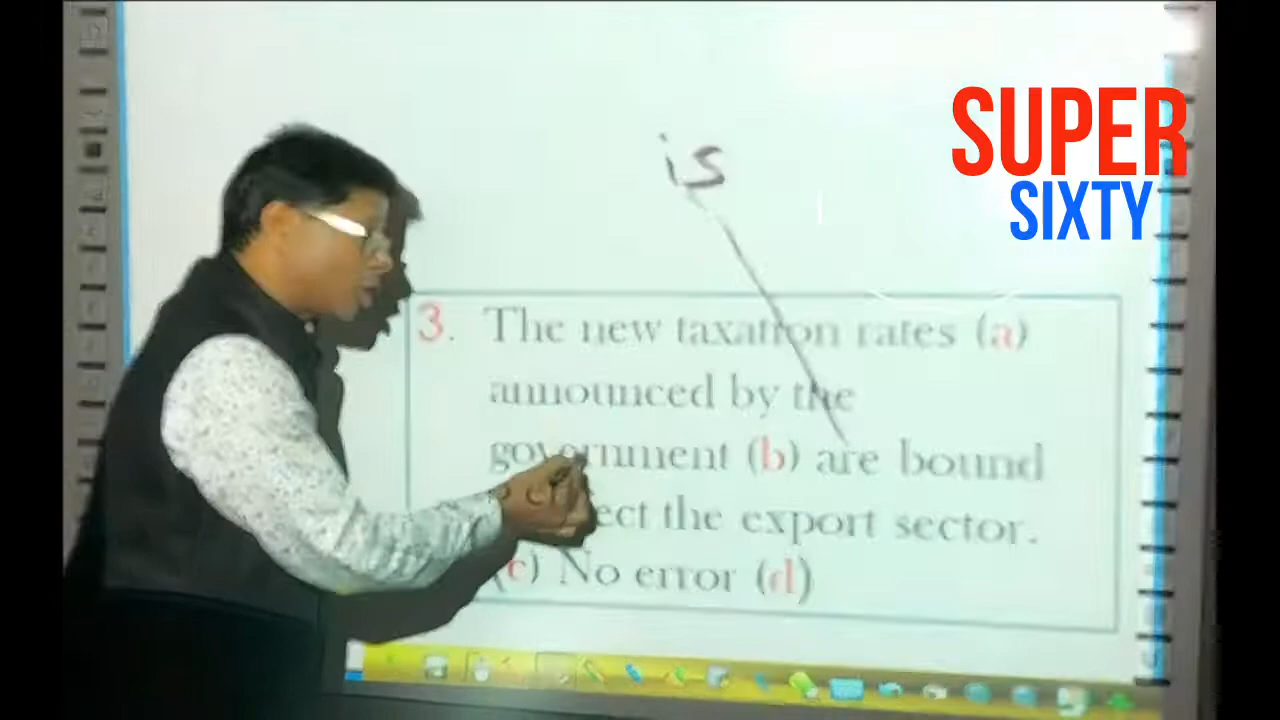 SUPER
SIXTY
is
3. The new taxation rates (a)
announced by the
government (b) are bound
the export sector.
(c) No error (d)